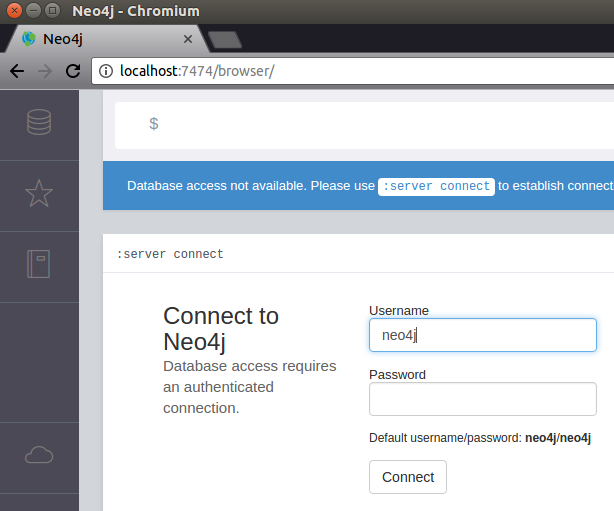 Neo4j - Chromium
Neo4j
localhost:7474/browser/
$
Database access not available. Please use :server connect to establish connect
:server connect
Connect to
Neo4j
Database access requires
an authenticated
connection.
Username
neo4j
Password
Default username/password: neo4j/neo4j
Connect